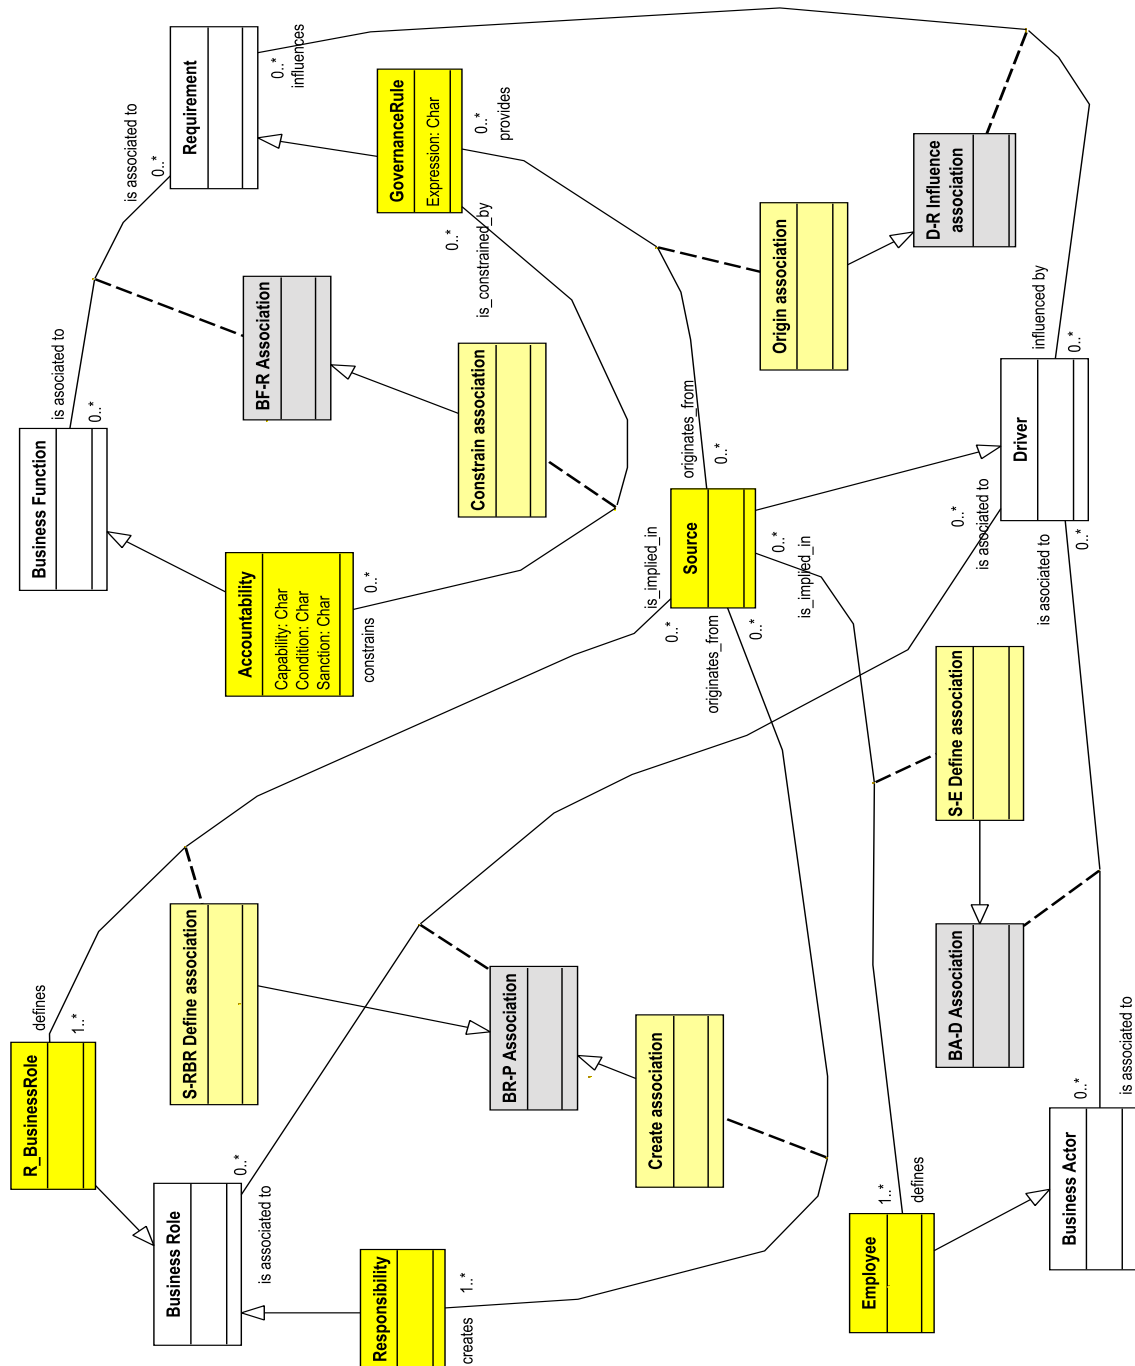 Requirement
0..*
influences
is associated to
0..*
GovernanceRule
Expression: Char
0..*
provides
0..*
is_constrained_by
D-R Influence
association
Origin association
BF-R Association
Constrain association
is asociated to
0..*
Business Function
influenced by
0..*
Driver
originates_from
0..*
Source
is_implied_in
0..*
0..*
is_implied_in
originates_from
0..*
0..*
is asociated to
is asociated to
0..*
Accountability
Capability: Char
Condition: Char
Sanction: Char
0..*
constrains
S-E Define association
BA-D Association
S-RBR Define association
BR-P Association
Create association
defines
1..*
R_BusinessRole
Business Role
0..*
is associated to
Responsibility
1..*
creates
Employee
1..*
defines
Business Actor
0..*
is associated to